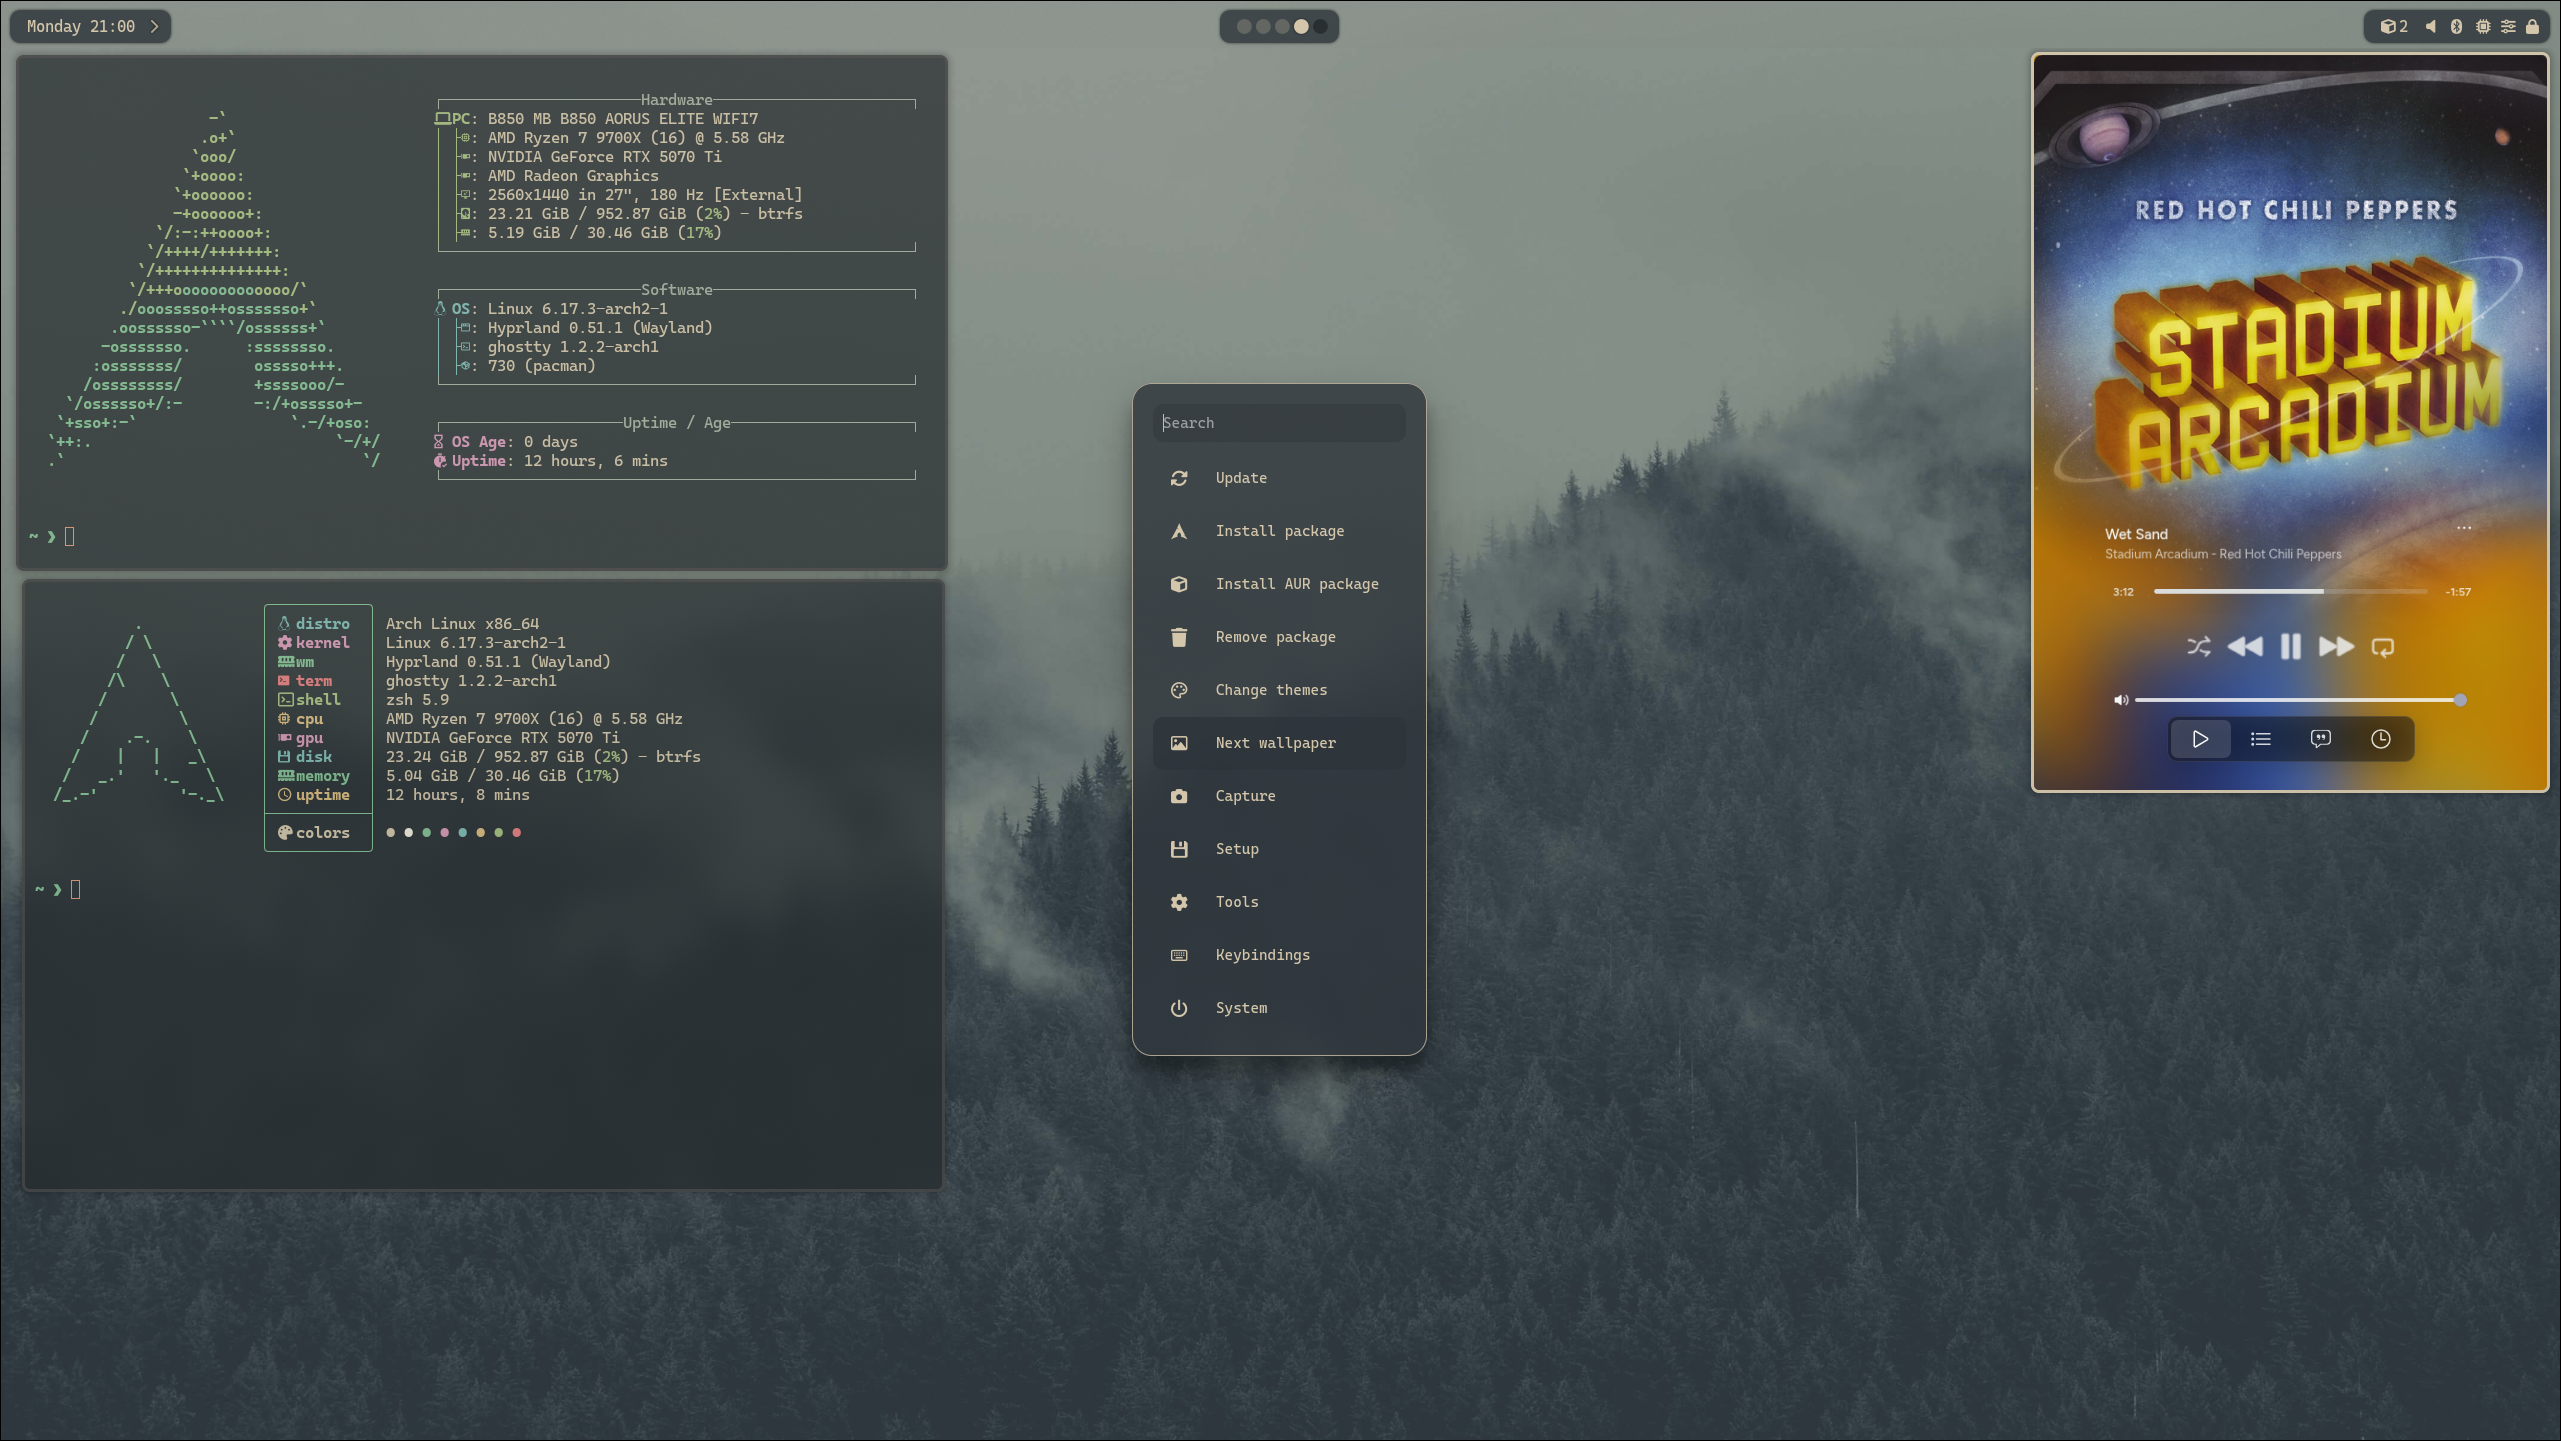 Monday 21:00
2
Hardware
PC: B850 MB B850 AORUS ELITE WIFI7
: AMD Ryzen 7 9700X (16) @ 5.58 GHz
: NVIDIA GeForce RTX 5070 Ti
: AMD Radeon Graphics
: 2560x1440 in 27", 180 Hz [External]
: 23.21 GiB / 952.87 GiB (2%) - btrfs
: 5.19 GiB / 30.46 GiB (17%)
Software
OS: Linux 6.17.3-arch2-1
: Hyprland 0.51.1 (Wayland)
: ghostty 1.2.2-arch1
: 730 (pacman)
Uptime / Age
OS Age: 0 days
Uptime: 12 hours, 6 mins
~ ❯
distro Arch Linux x86_64
kernel Linux 6.17.3-arch2-1
wm Hyprland 0.51.1 (Wayland)
term ghostty 1.2.2-arch1
shell zsh 5.9
cpu AMD Ryzen 7 9700X (16) @ 5.58 GHz
gpu NVIDIA GeForce RTX 5070 Ti
disk 23.24 GiB / 952.87 GiB (2%) - btrfs
memory 5.04 GiB / 30.46 GiB (17%)
uptime 12 hours, 8 mins
colors
~ ❯
Search
Update
Install package
Install AUR package
Remove package
Change themes
Next wallpaper
Capture
Setup
Tools
Keybindings
System
RED HOT CHILI PEPPERS
STADIUM
ARCADIUM
Wet Sand
Stadium Arcadium - Red Hot Chili Peppers
3:12 -1:57